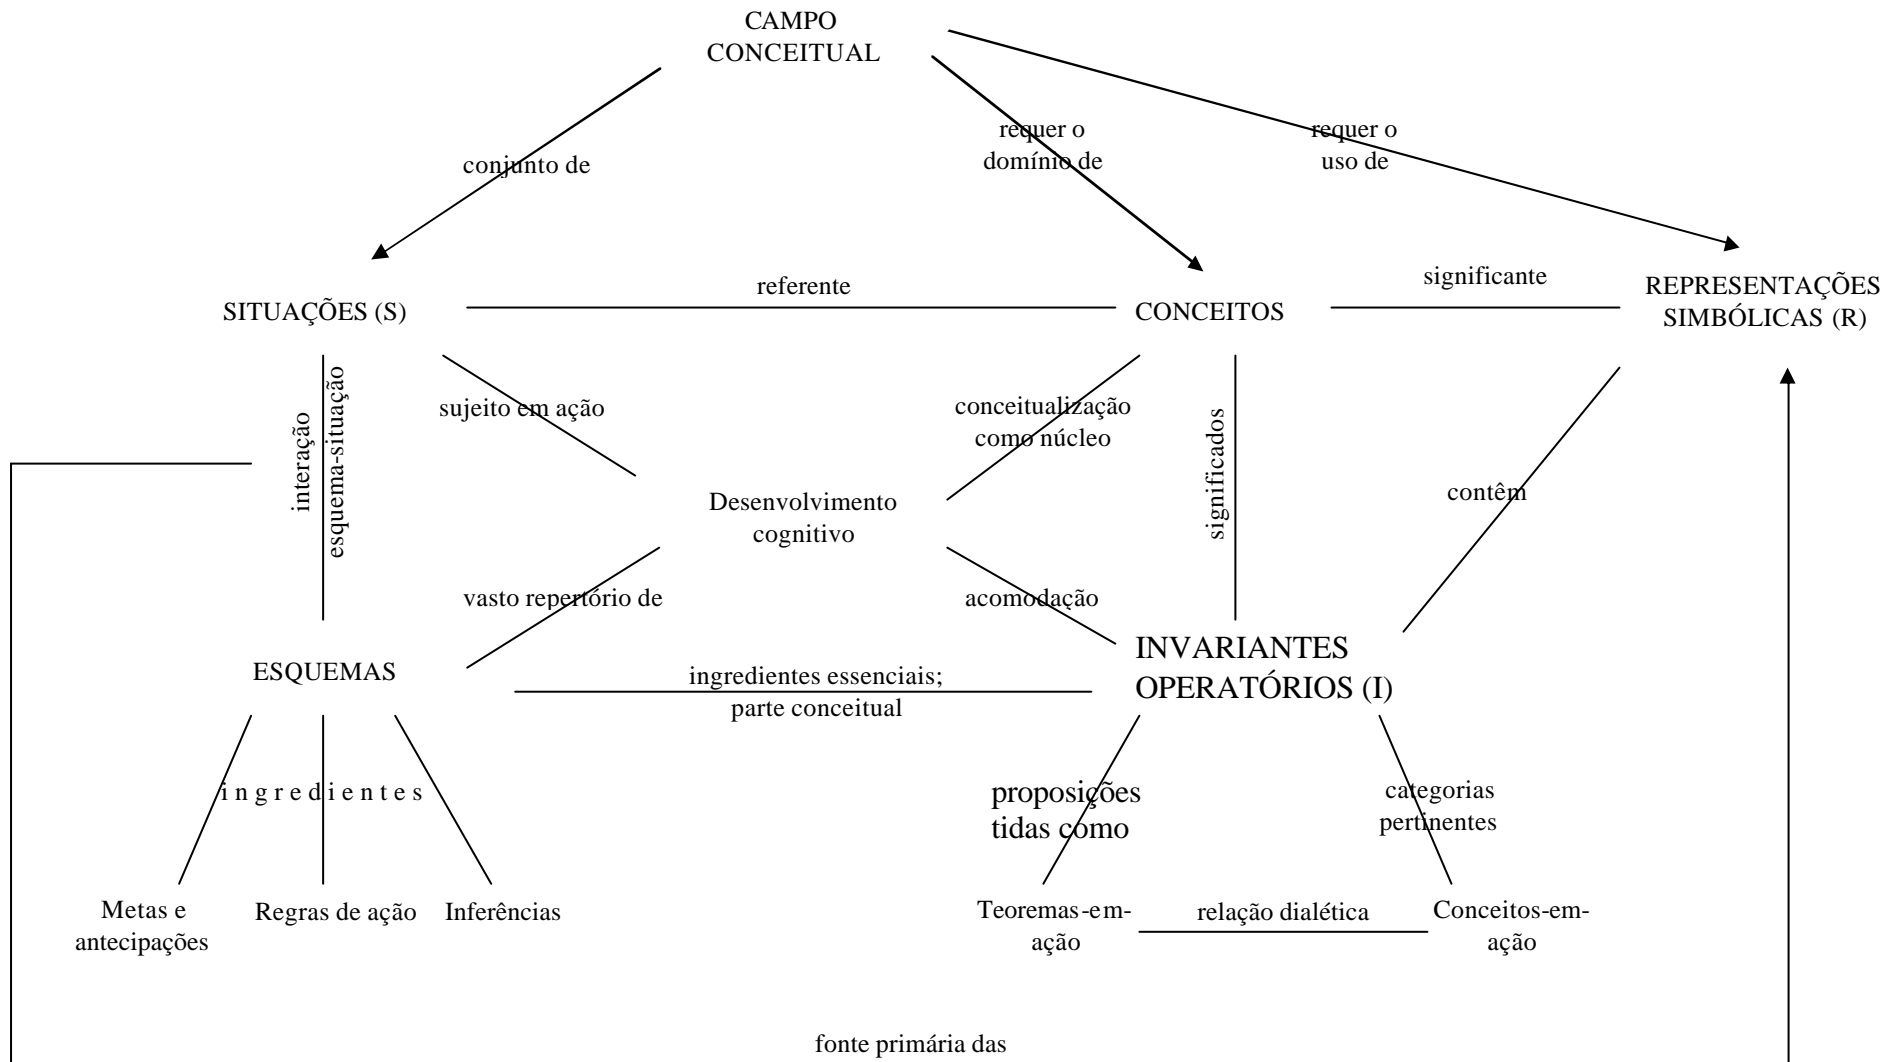 CAMPO
CONCEITUAL
requer o
domínio de
requer o
uso de
conjunto de
referente
significante
SITUAÇÕES (S)
CONCEITOS
REPRESENTAÇÕES
SIMBÓLICAS (R)
interação
esquema-situação
sujeito em ação
conceitualização
como núcleo
significados
contêm
Desenvolvimento
cognitivo
vasto repertório de
acomodação
ESQUEMAS
ingredientes essenciais;
parte conceitual
INVARIANTES
OPERATÓRIOS (I)
ingredientes
proposições
tidas como
categorias
pertinentes
Metas e
antecipações
Regras de ação
Inferências
Teoremas-em-
ação
relação dialética
Conceitos-em-
ação
fonte primária das